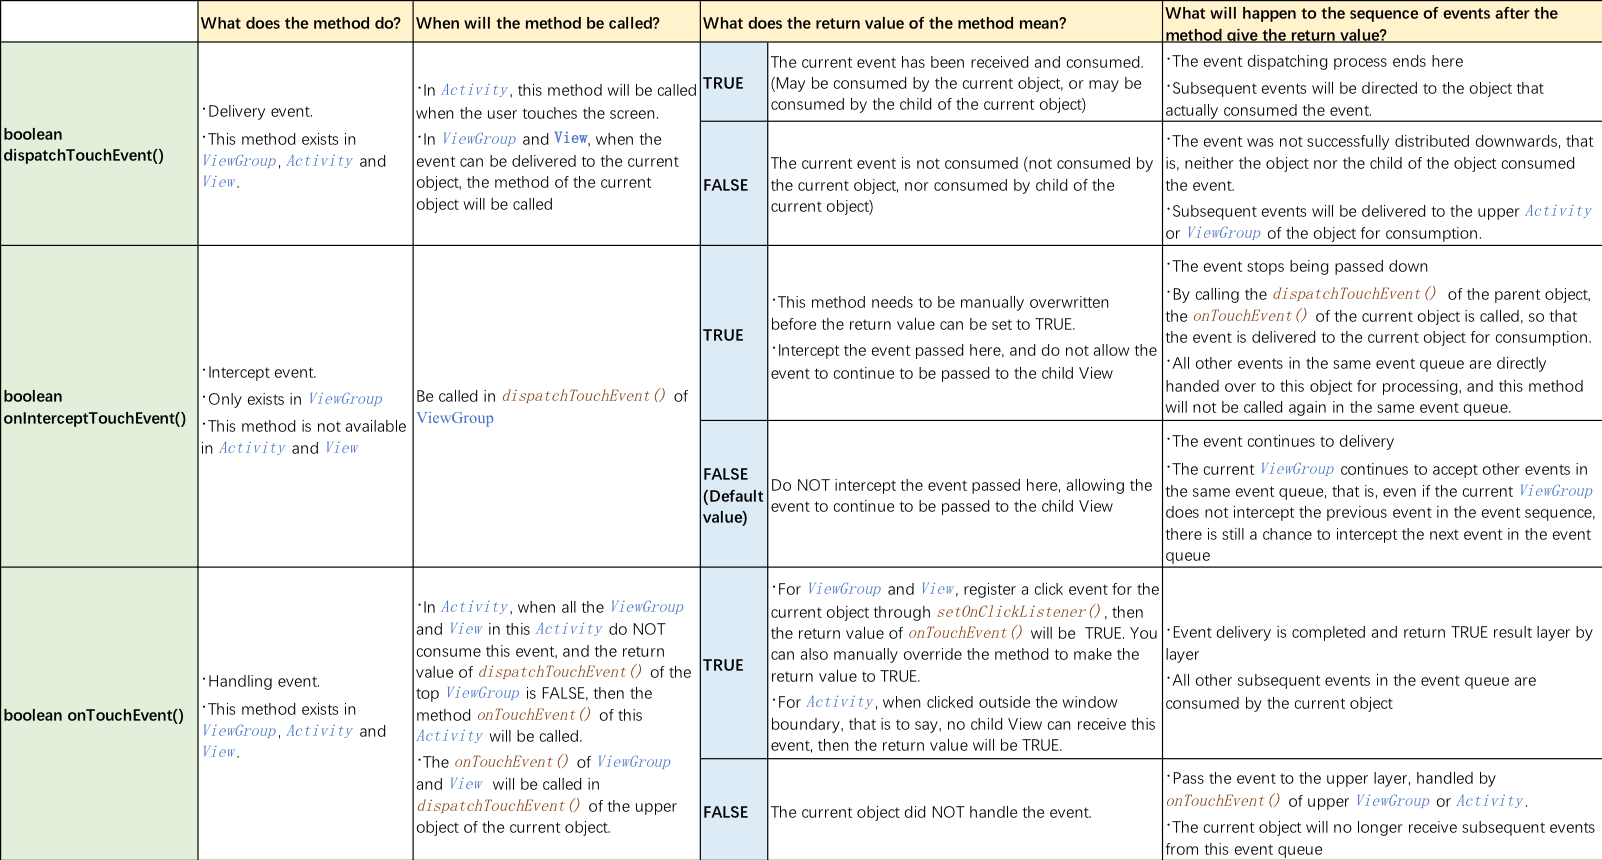 What does the method do?
When will the method be called?
What does the return value of the method mean?
What will happen to the sequence of events after the
method give the return value?
boolean
dispatchTouchEvent()
·Delivery event.
·This method exists in
ViewGroup, Activity and
View.
·In Activity, this method will be called
when the user touches the screen.
·In ViewGroup and View, when the
event can be delivered to the current
object, the method of the current
object will be called
TRUE
The current event has been received and consumed.
(May be consumed by the current object, or may be
consumed by the child of the current object)
·The event dispatching process ends here
·Subsequent events will be directed to the object that
actually consumed the event.
FALSE
The current event is not consumed (not consumed by
the current object, nor consumed by child of the
current object)
·The event was not successfully distributed downwards, that
is, neither the object nor the child of the object consumed
the event.
·Subsequent events will be delivered to the upper Activity
or ViewGroup of the object for consumption.
boolean
onInterceptTouchEvent()
·Intercept event.
·Only exists in ViewGroup
·This method is not available
in Activity and View
Be called in dispatchTouchEvent() of
ViewGroup
TRUE
·This method needs to be manually overwritten
before the return value can be set to TRUE.
·Intercept the event passed here, and do not allow the
event to continue to be passed to the child View
·The event stops being passed down
·By calling the dispatchTouchEvent() of the parent object,
the onTouchEvent() of the current object is called, so that
the event is delivered to the current object for consumption.
·All other events in the same event queue are directly
handed over to this object for processing, and this method
will not be called again in the same event queue.
FALSE
(Default
value)
Do NOT intercept the event passed here, allowing the
event to continue to be passed to the child View
·The event continues to delivery
·The current ViewGroup continues to accept other events in
the same event queue, that is, even if the current ViewGroup
does not intercept the previous event in the event sequence,
there is still a chance to intercept the next event in the event
queue
boolean onTouchEvent()
·Handling event.
·This method exists in
ViewGroup, Activity and
View.
·In Activity, when all the ViewGroup
and View in this Activity do NOT
consume this event, and the return
value of dispatchTouchEvent() of the
top ViewGroup is FALSE, then the
method onTouchEvent() of this
Activity will be called.
·The onTouchEvent() of ViewGroup
and View will be called in
dispatchTouchEvent() of the upper
object of the current object.
TRUE
·For ViewGroup and View, register a click event for the
current object through setOnClickListener(), then
the return value of onTouchEvent() will be TRUE. You
can also manually override the method to make the
return value to TRUE.
·For Activity, when clicked outside the window
boundary, that is to say, no child View can receive this
event, then the return value will be TRUE.
·Event delivery is completed and return TRUE result layer by
layer
·All other subsequent events in the event queue are
consumed by the current object
FALSE
The current object did NOT handle the event.
·Pass the event to the upper layer, handled by
onTouchEvent() of upper ViewGroup or Activity.
·The current object will no longer receive subsequent events
from this event queue